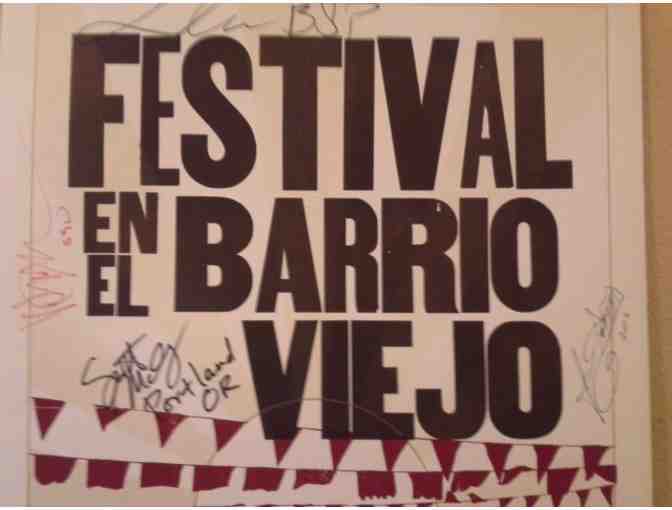 FESTIVAL
EN EL BARRIO
VIEJO
Portland
OR